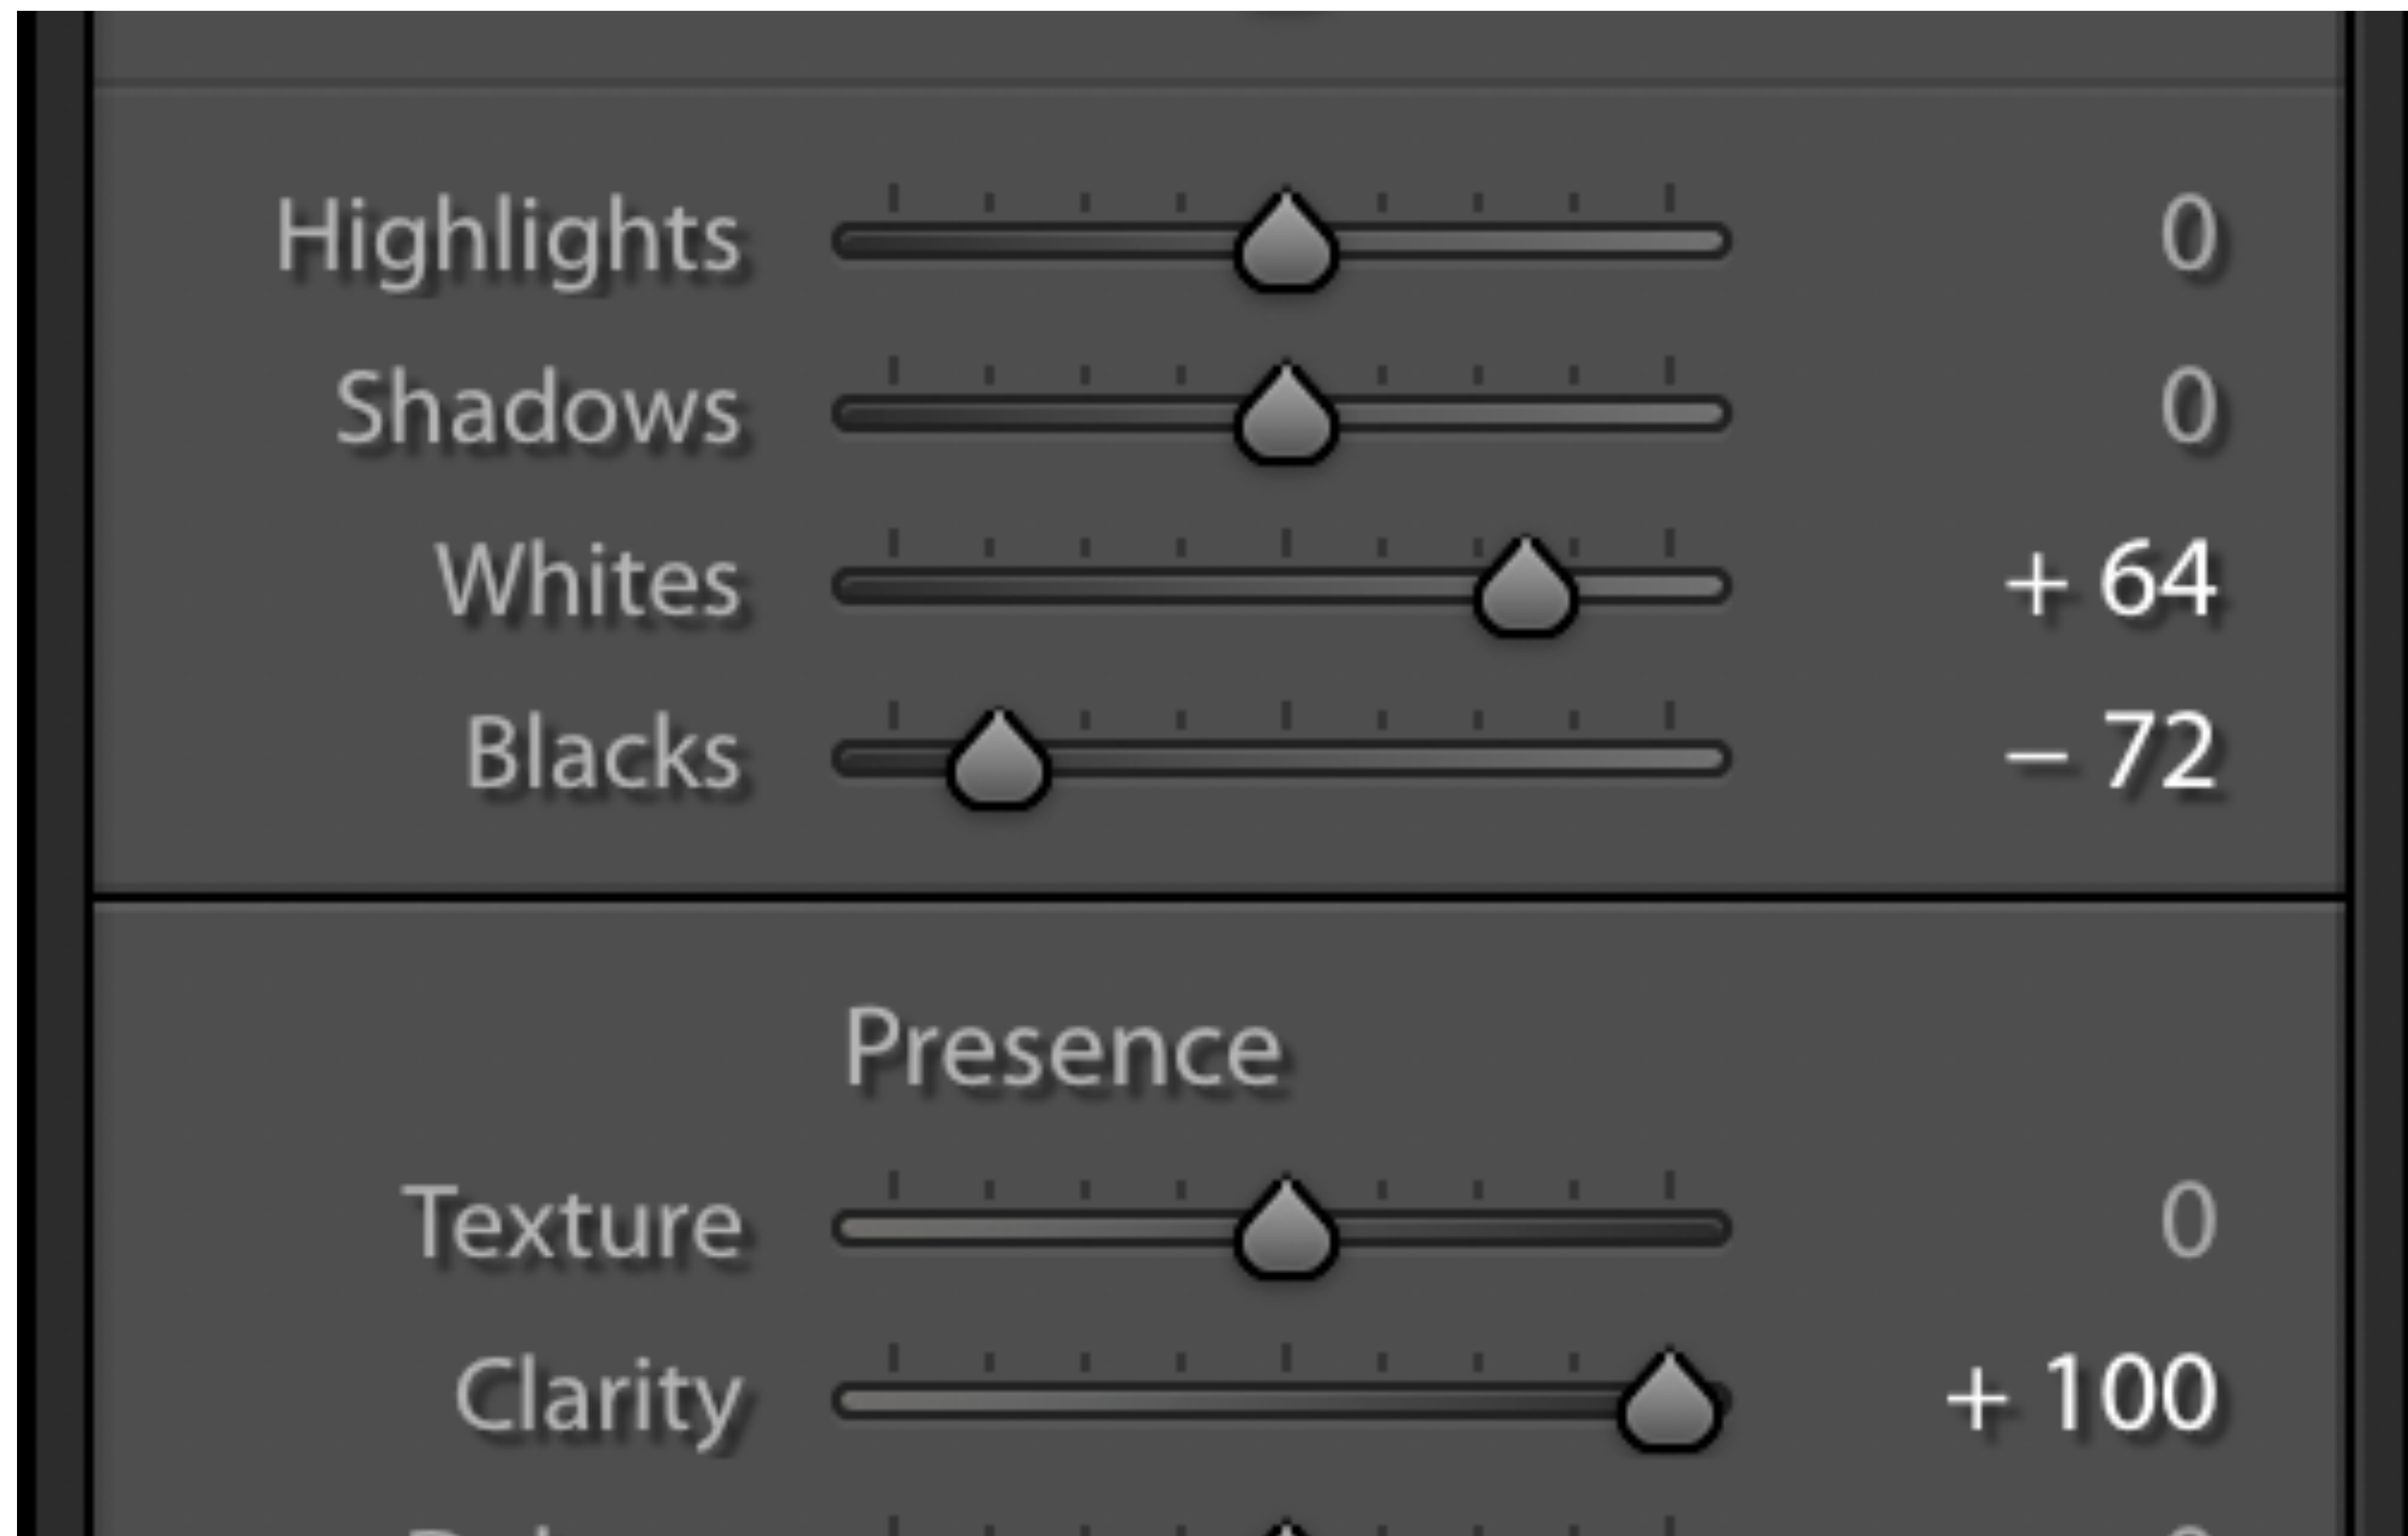 Highlights 0
Shadows 0
Whites + 64
Blacks – 72
Presence
Texture 0
Clarity + 100